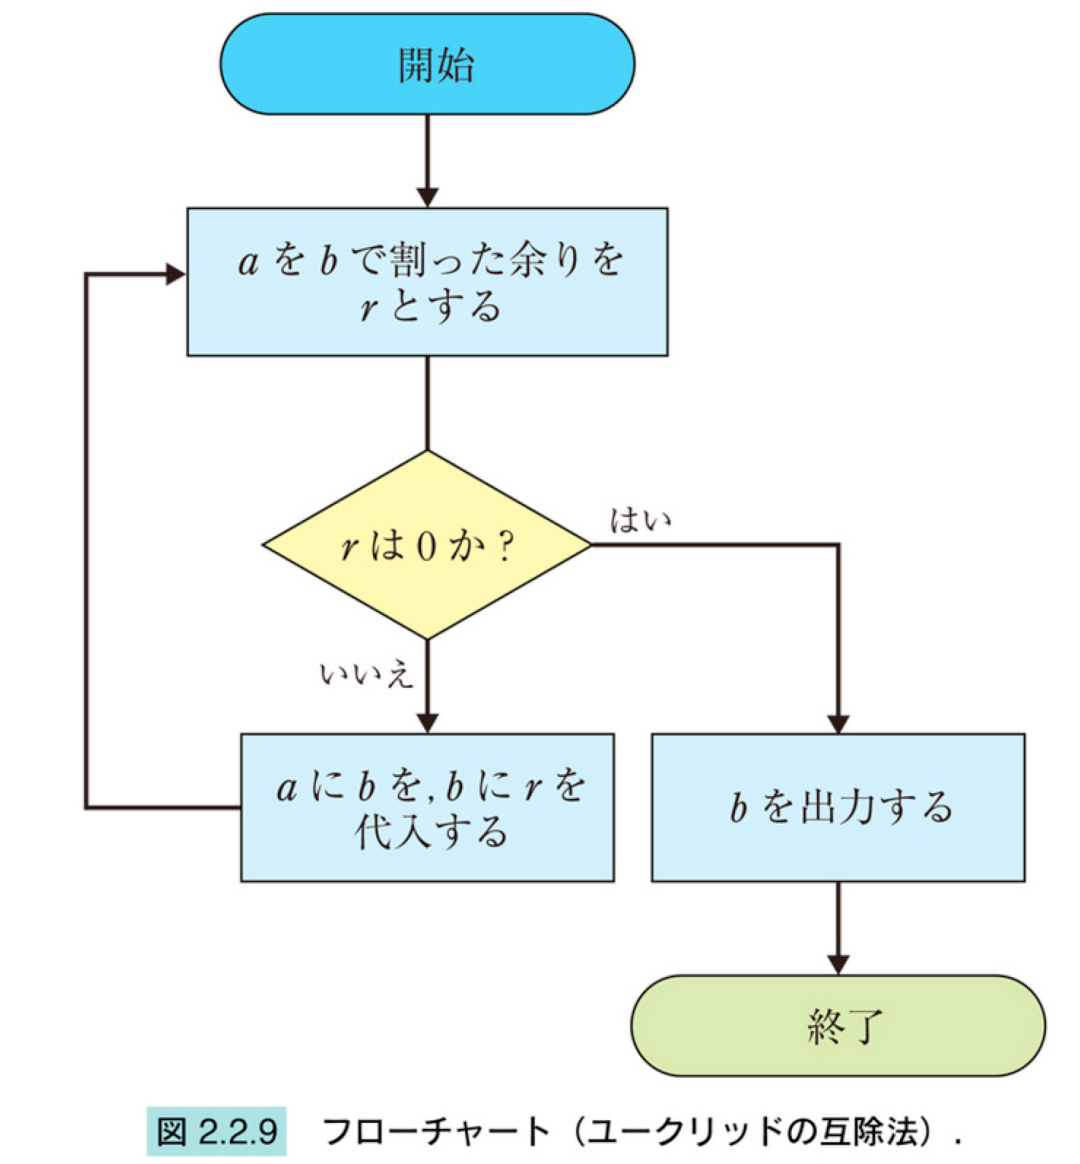 開始
a を b で割った余りを
r とする
r は 0 か？
はい
いいえ
a に b を, b に r を
代入する
b を出力する
終了
図 2.2.9 フローチャート（ユークリッドの互除法）.